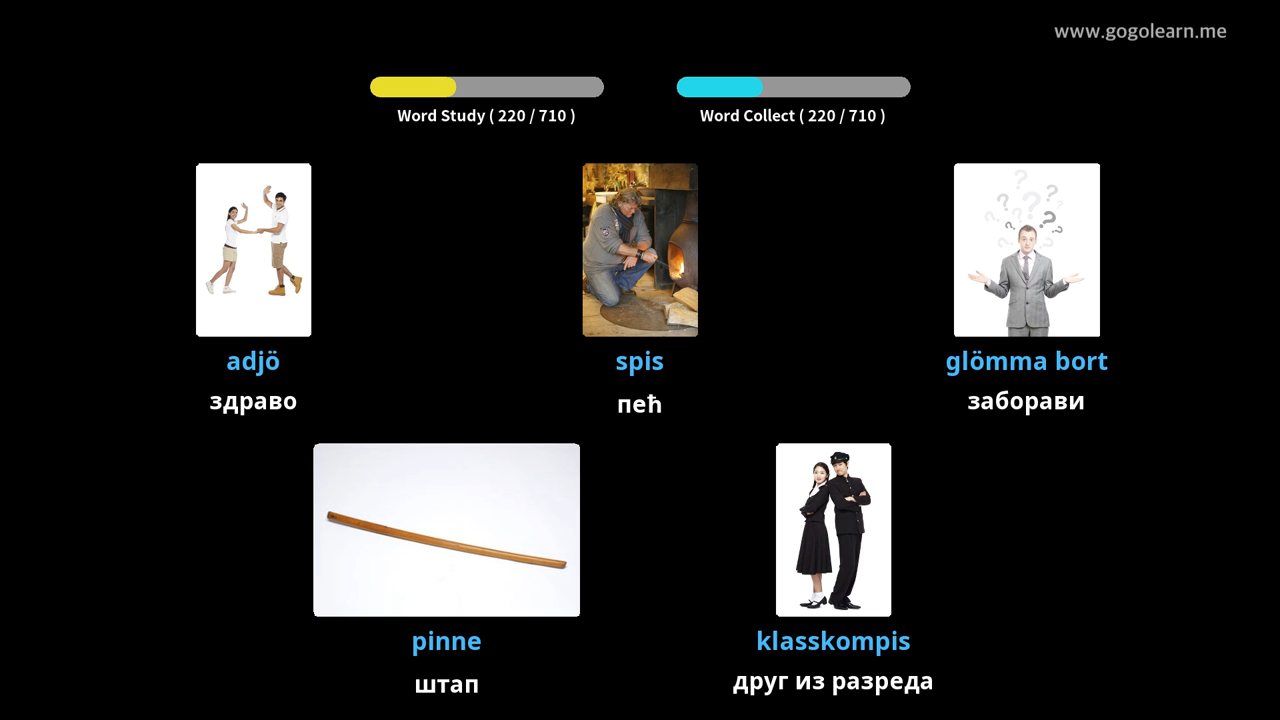 www.gogolearn.me
Word Study ( 220 / 710 )
Word Collect ( 220 / 710 )
adjö
здраво
spis
пећ
glömma bort
заборави
pinne
штап
klasskompis
друг из разреда